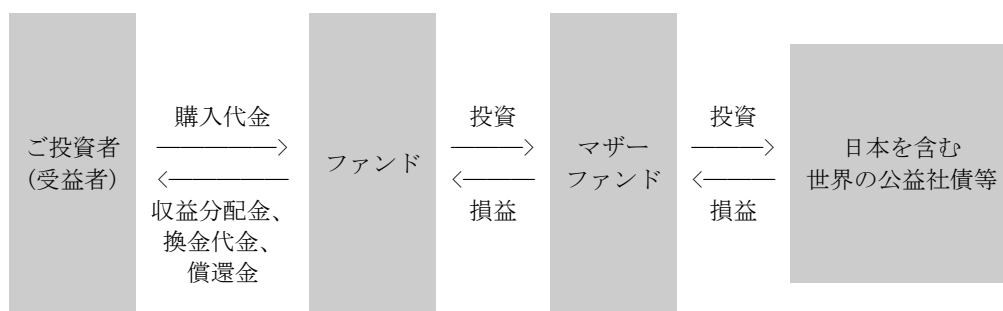 ご投資者
(受益者)
購入代金
収益分配金、
換金代金、
償還金
ファンド
投資
損益
マザー
ファンド
投資
損益
日本を含む
世界の公益社債等